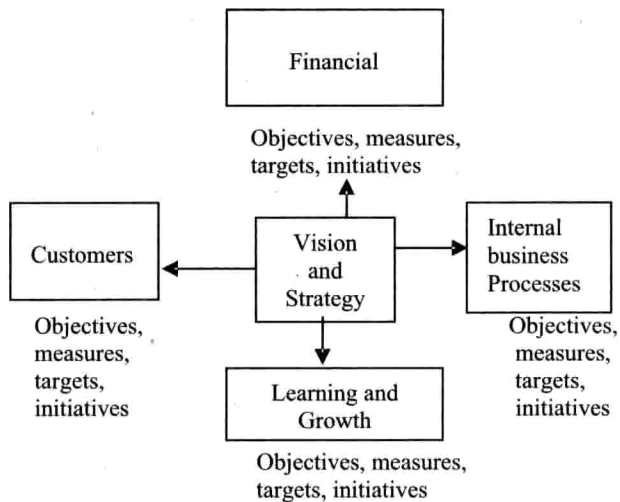 Financial
Objectives, measures,
targets, initiatives
Customers
Objectives,
measures,
targets,
initiatives
Vision
and
Strategy
Internal
business
Processes
Objectives,
measures,
targets,
initiatives
Learning and
Growth
Objectives, measures,
targets, initiatives